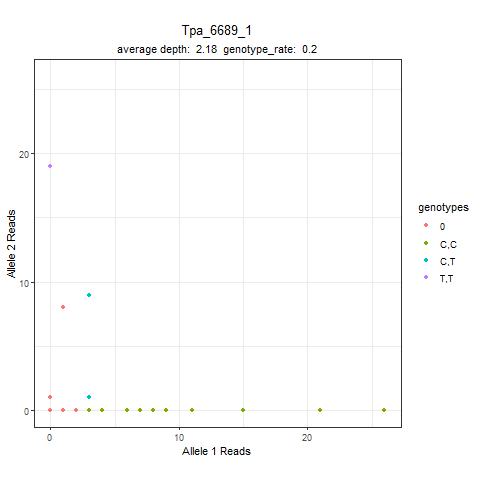 Tpa_6689_1
average depth: 2.18 genotype_rate: 0.2
20
10
0
0
10
20
Allele 2 Reads
Allele 1 Reads
genotypes
0
C,C
C,T
T,T